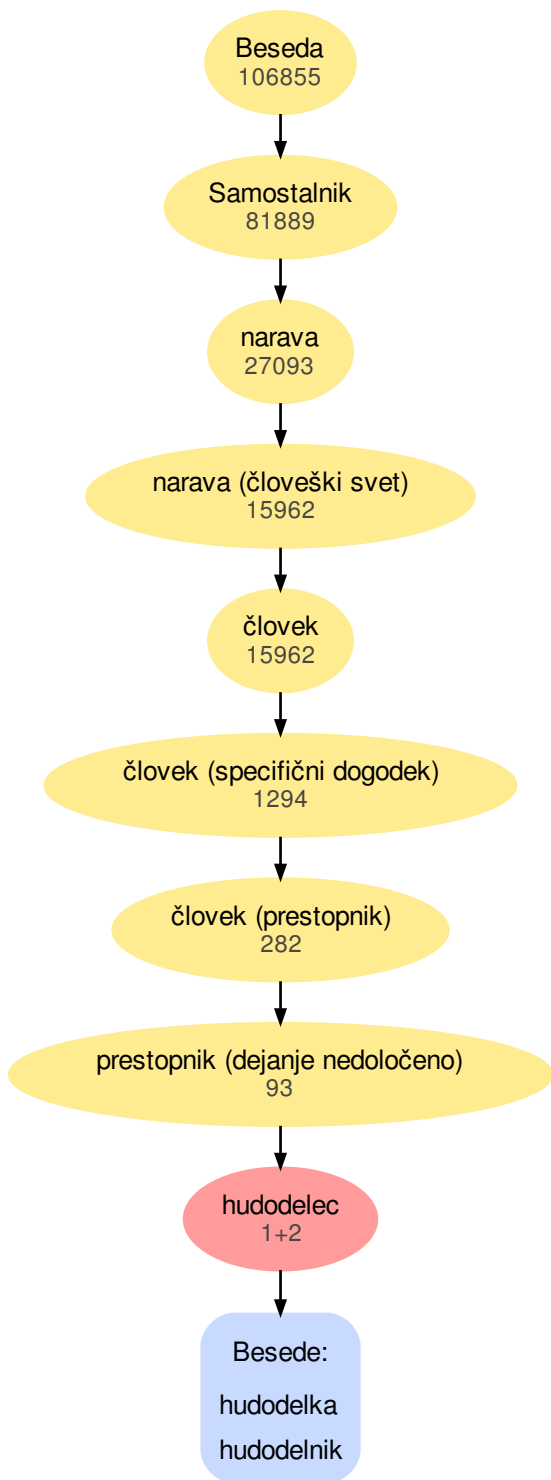 Beseda
106855
Samostalnik
81889
narava
27093
narava (človeški svet)
15962
človek
15962
človek (specifični dogodek)
1294
človek (prestopnik)
282
prestopnik (dejanje nedoločeno)
93
hudodelec
1+2
Besede:
hudodelka
hudodelnik